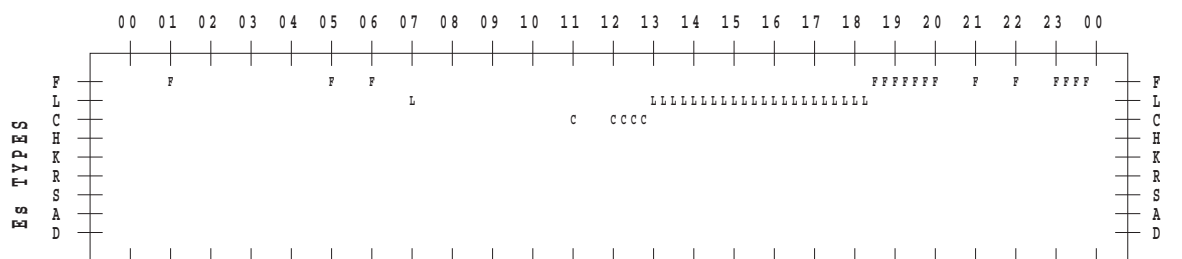 00 01 02 03 04 05 06 07 08 09 10 11 12 13 14 15 16 17 18 19 20 21 22 23 00
F F F F FFFFFFF F F FFFF F
L L LLLLLLLLLLLLLLLLLLLLLL L
C C CCCC C
H H
K K
R R
S S
A A
D D
Es TYPES